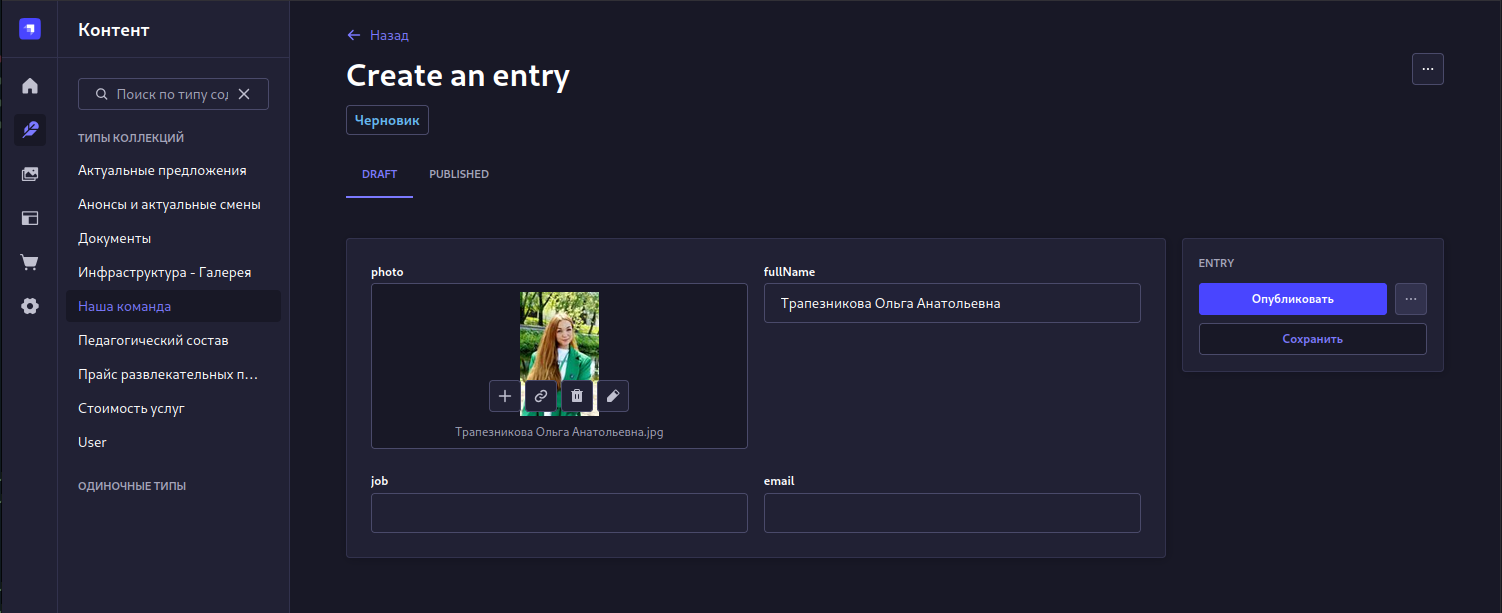 Контент
Поиск по типу сод
ТИПЫ КОЛЛЕКЦИЙ
Актуальные предложения
Анонсы и актуальные смены
Документы
Инфраструктура - Галерея
Наша команда
Педагогический состав
Прайс развлекательных п...
Стоимость услуг
User
ОДИНОЧНЫЕ ТИПЫ
← Назад
Create an entry
...
Черновик
DRAFT
PUBLISHED
photo
Трапезникова Ольга Анатольевна.jpg
fullName
Трапезникова Ольга Анатольевна
job
email
ENTRY
Опубликовать
...
Сохранить